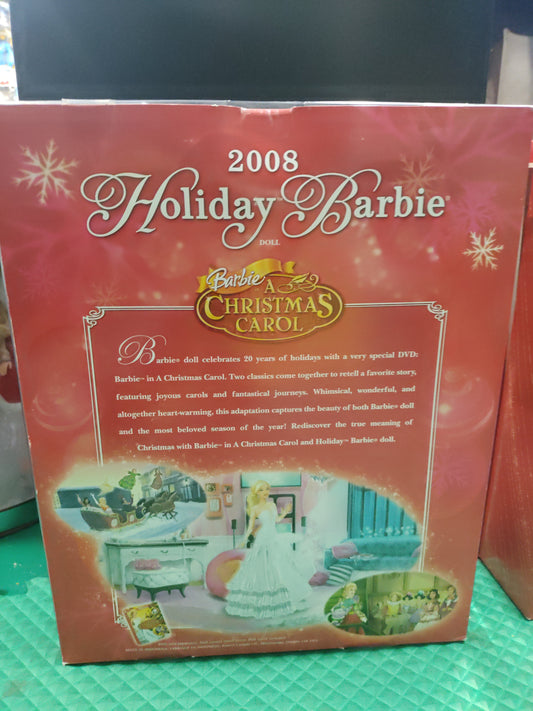 2008
Holiday™ Barbie®
DOLL
Barbie™
A
CHRISTMAS
CAROL
Barbie® doll celebrates 20 years of holidays with a very special DVD:
Barbie™ in A Christmas Carol. Two classics come together to retell a favorite story,
featuring joyous carols and fantastical journeys. Whimsical, wonderful, and
altogether heart-warming, this adaptation captures the beauty of both Barbie® doll
and the most beloved season of the year! Rediscover the true meaning of
Christmas with Barbie™ in A Christmas Carol and Holiday™ Barbie® doll.